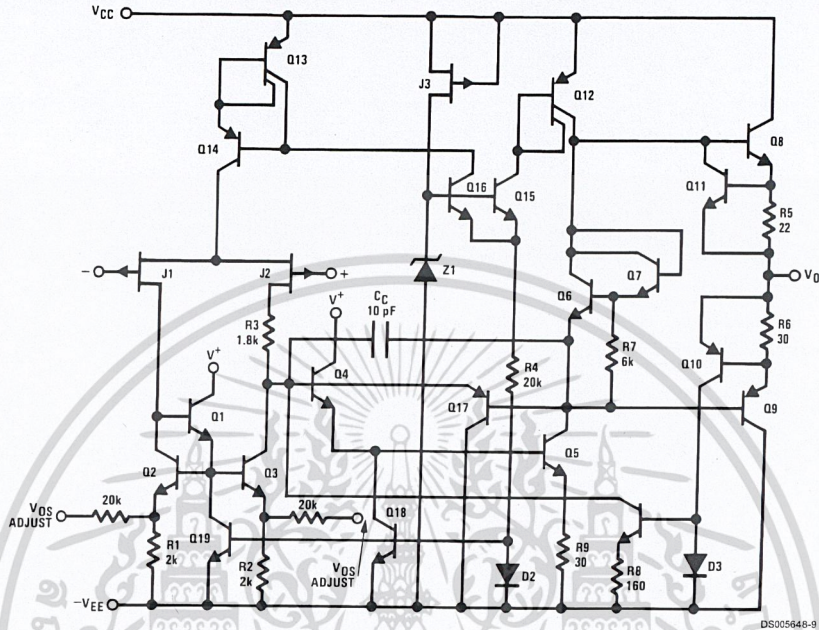 VCC
Q13
J3
Q12
Q14
Q8
Q16
Q15
Q11
R5
22
J1
J2
+
-
Z1
Q7
Q6
VO
R3
1.8k
V+
CC
10 pF
R4
20k
R7
6k
R6
30
Q10
V+
Q4
Q17
Q9
Q1
Q2
Q3
Q5
VOS
ADJUST
20k
20k
Q18
Q19
R1
2k
R2
2k
VOS
ADJUST
D2
R9
30
R8
160
D3
-VEE
DS005648-9